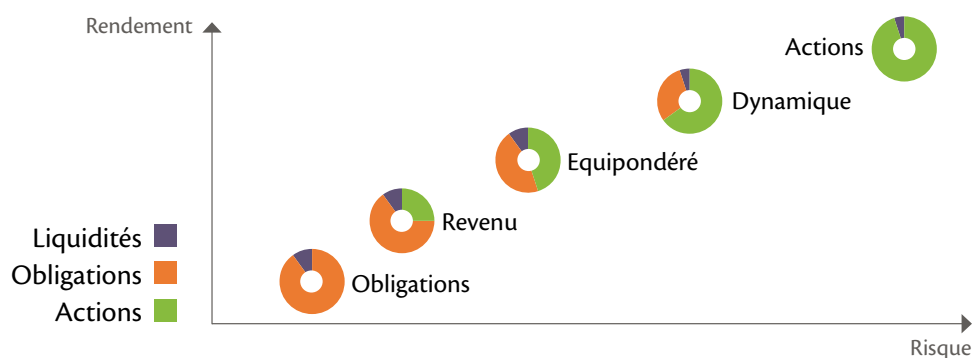 Rendement
Actions
Dynamique
Equipondéré
Revenu
Obligations
Liquidités
Obligations
Actions
Risque